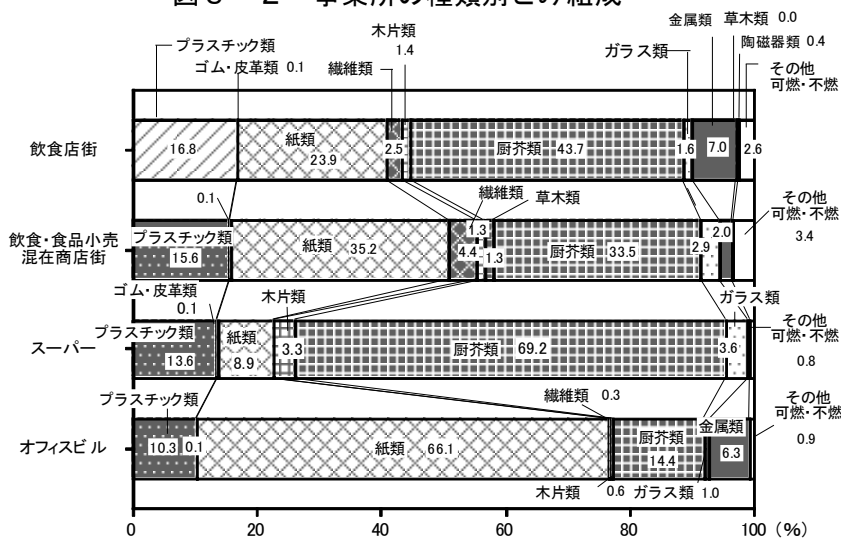 図3－2　事業所の種類別ごみ組成
木片類
1.4
金属類
草木類 0.0
プラスチック類
ガラス類
陶磁器類 0.4
ゴム・皮革類 0.1
繊維類
その他
可燃・不燃
飲食店街
16.8
紙類
23.9
2.5
厨芥類 43.7
1.6
7.0
2.6
0.1
繊維類
草木類
その他
可燃・不燃
3.4
飲食・食品小売
混在商店街
プラスチック類
15.6
紙類
35.2
4.4
1.3
1.3
厨芥類
33.5
2.9
2.0
ゴム・皮革類
0.1
木片類
ガラス類
スーパー
プラスチック類
13.6
紙類
8.9
3.3
厨芥類
69.2
3.6
その他
可燃・不燃
0.8
プラスチック類
繊維類 0.3
その他
可燃・不燃
0.9
オフィスビル
10.3
0.1
紙類
66.1
厨芥類
14.4
金属類
6.3
木片類
0.6
ガラス類 1.0
0
20
40
60
80
100 (%)